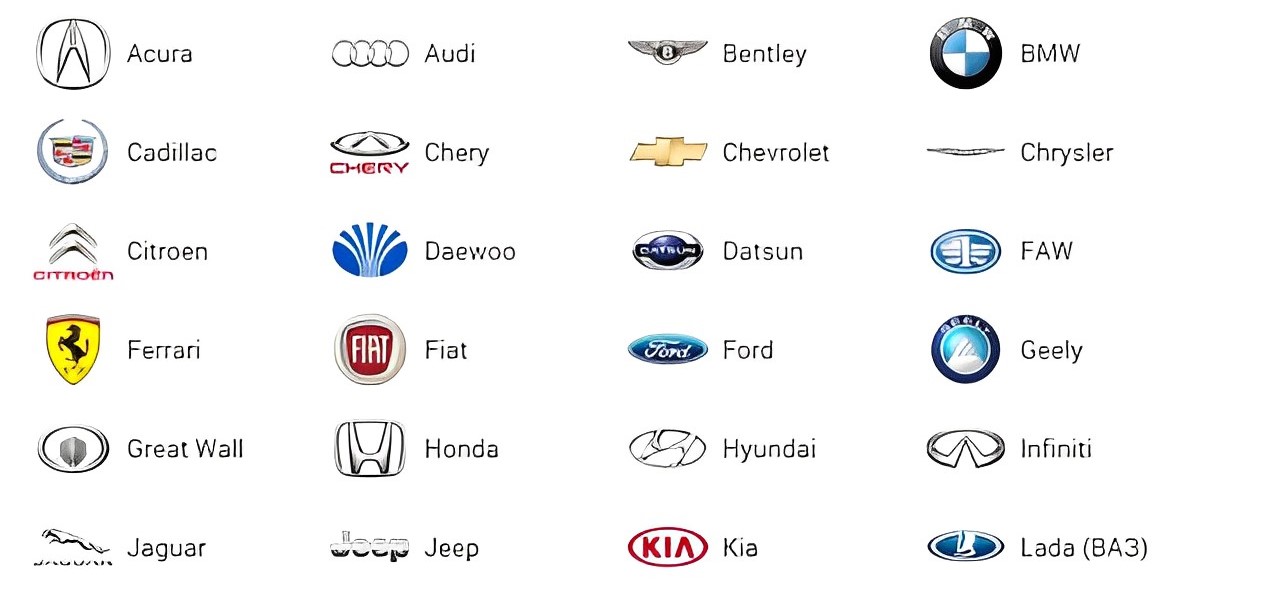 Acura Audi Bentley BMW
Cadillac CHERY Chery Chevrolet Chrysler
CITROËN Citroen Daewoo DATSUN Datsun FAW
Ferrari FIAT Fiat Ford Ford Geely
Great Wall Honda Hyundai Infiniti
Jaguar Jeep Jeep KIA Kia Lada (ВАЗ)